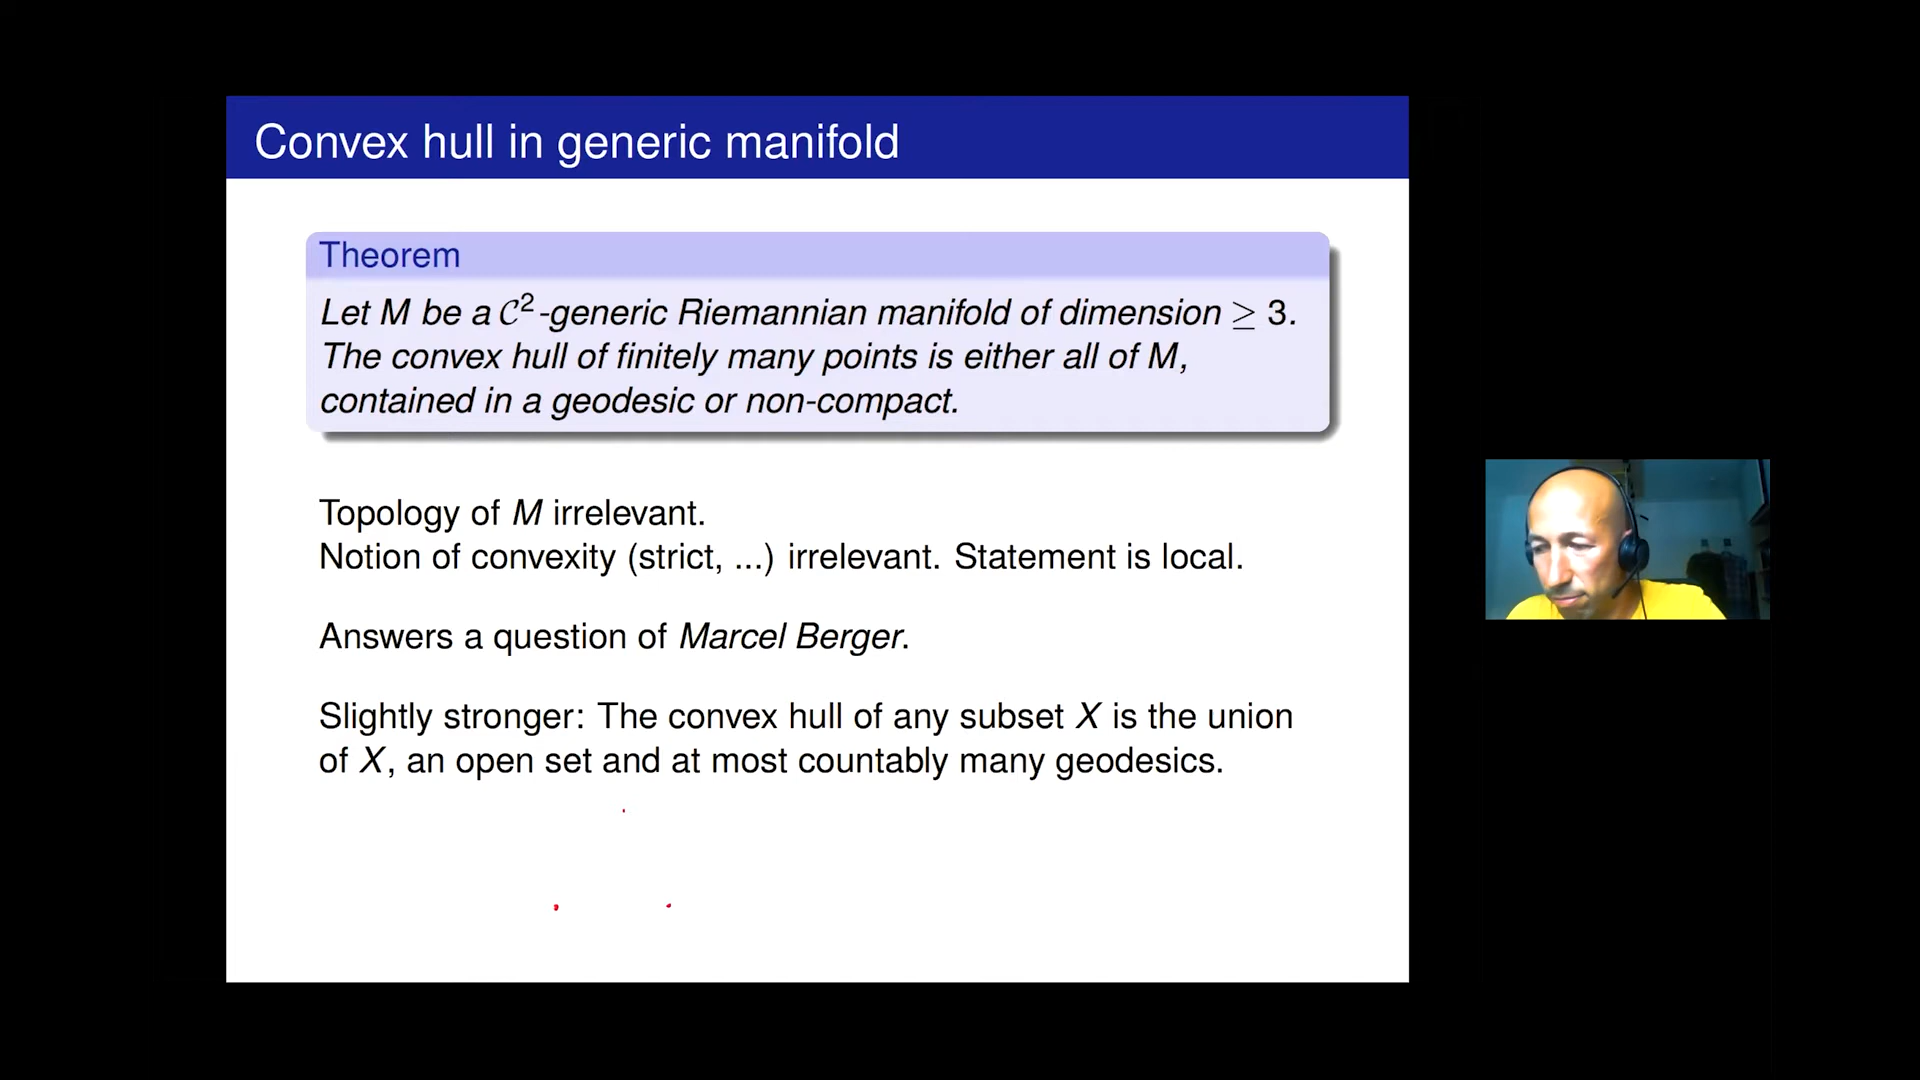 Convex hull in generic manifold
Theorem
Let M be a 𝒞²-generic Riemannian manifold of dimension ≥ 3.
The convex hull of finitely many points is either all of M,
contained in a geodesic or non-compact.
Topology of M irrelevant.
Notion of convexity (strict, ...) irrelevant. Statement is local.
Answers a question of Marcel Berger.
Slightly stronger: The convex hull of any subset X is the union
of X, an open set and at most countably many geodesics.